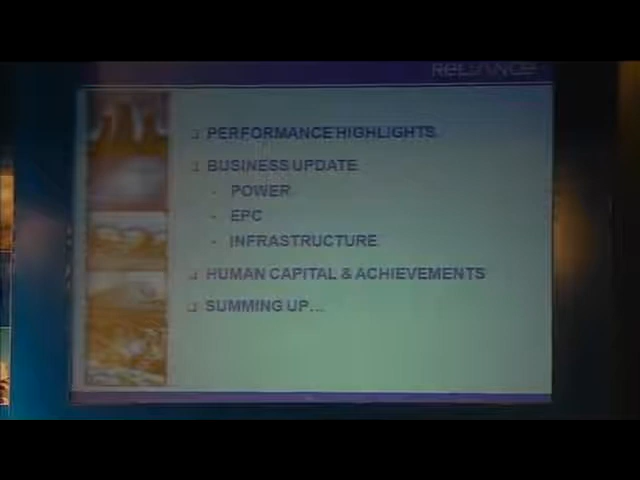 RELIANCE
PERFORMANCE HIGHLIGHTS
BUSINESS UPDATE
- POWER
- EPC
- INFRASTRUCTURE
HUMAN CAPITAL & ACHIEVEMENTS
SUMMING UP...